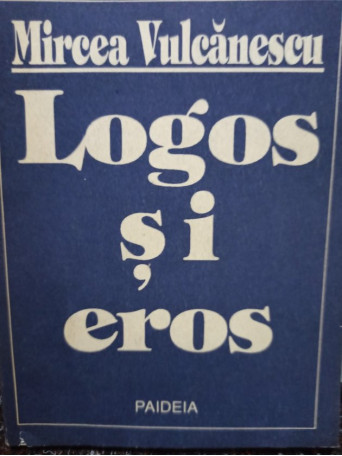 Mircea Vulcănescu
Logos
și
eros
PAIDEIA